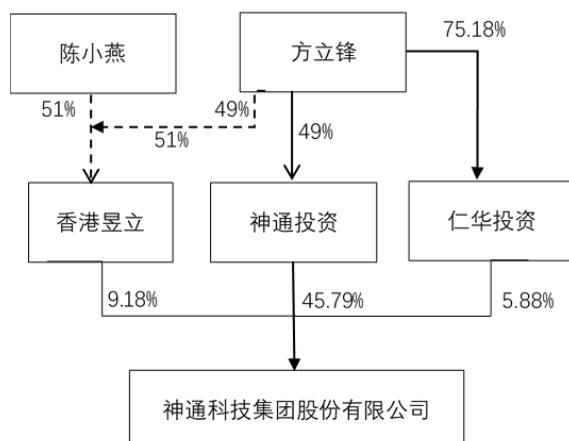 75.18%
陈小燕
方立锋
51%
49%
51%
49%
香港昱立
神通投资
仁华投资
9.18%
45.79%
5.88%
神通科技集团股份有限公司